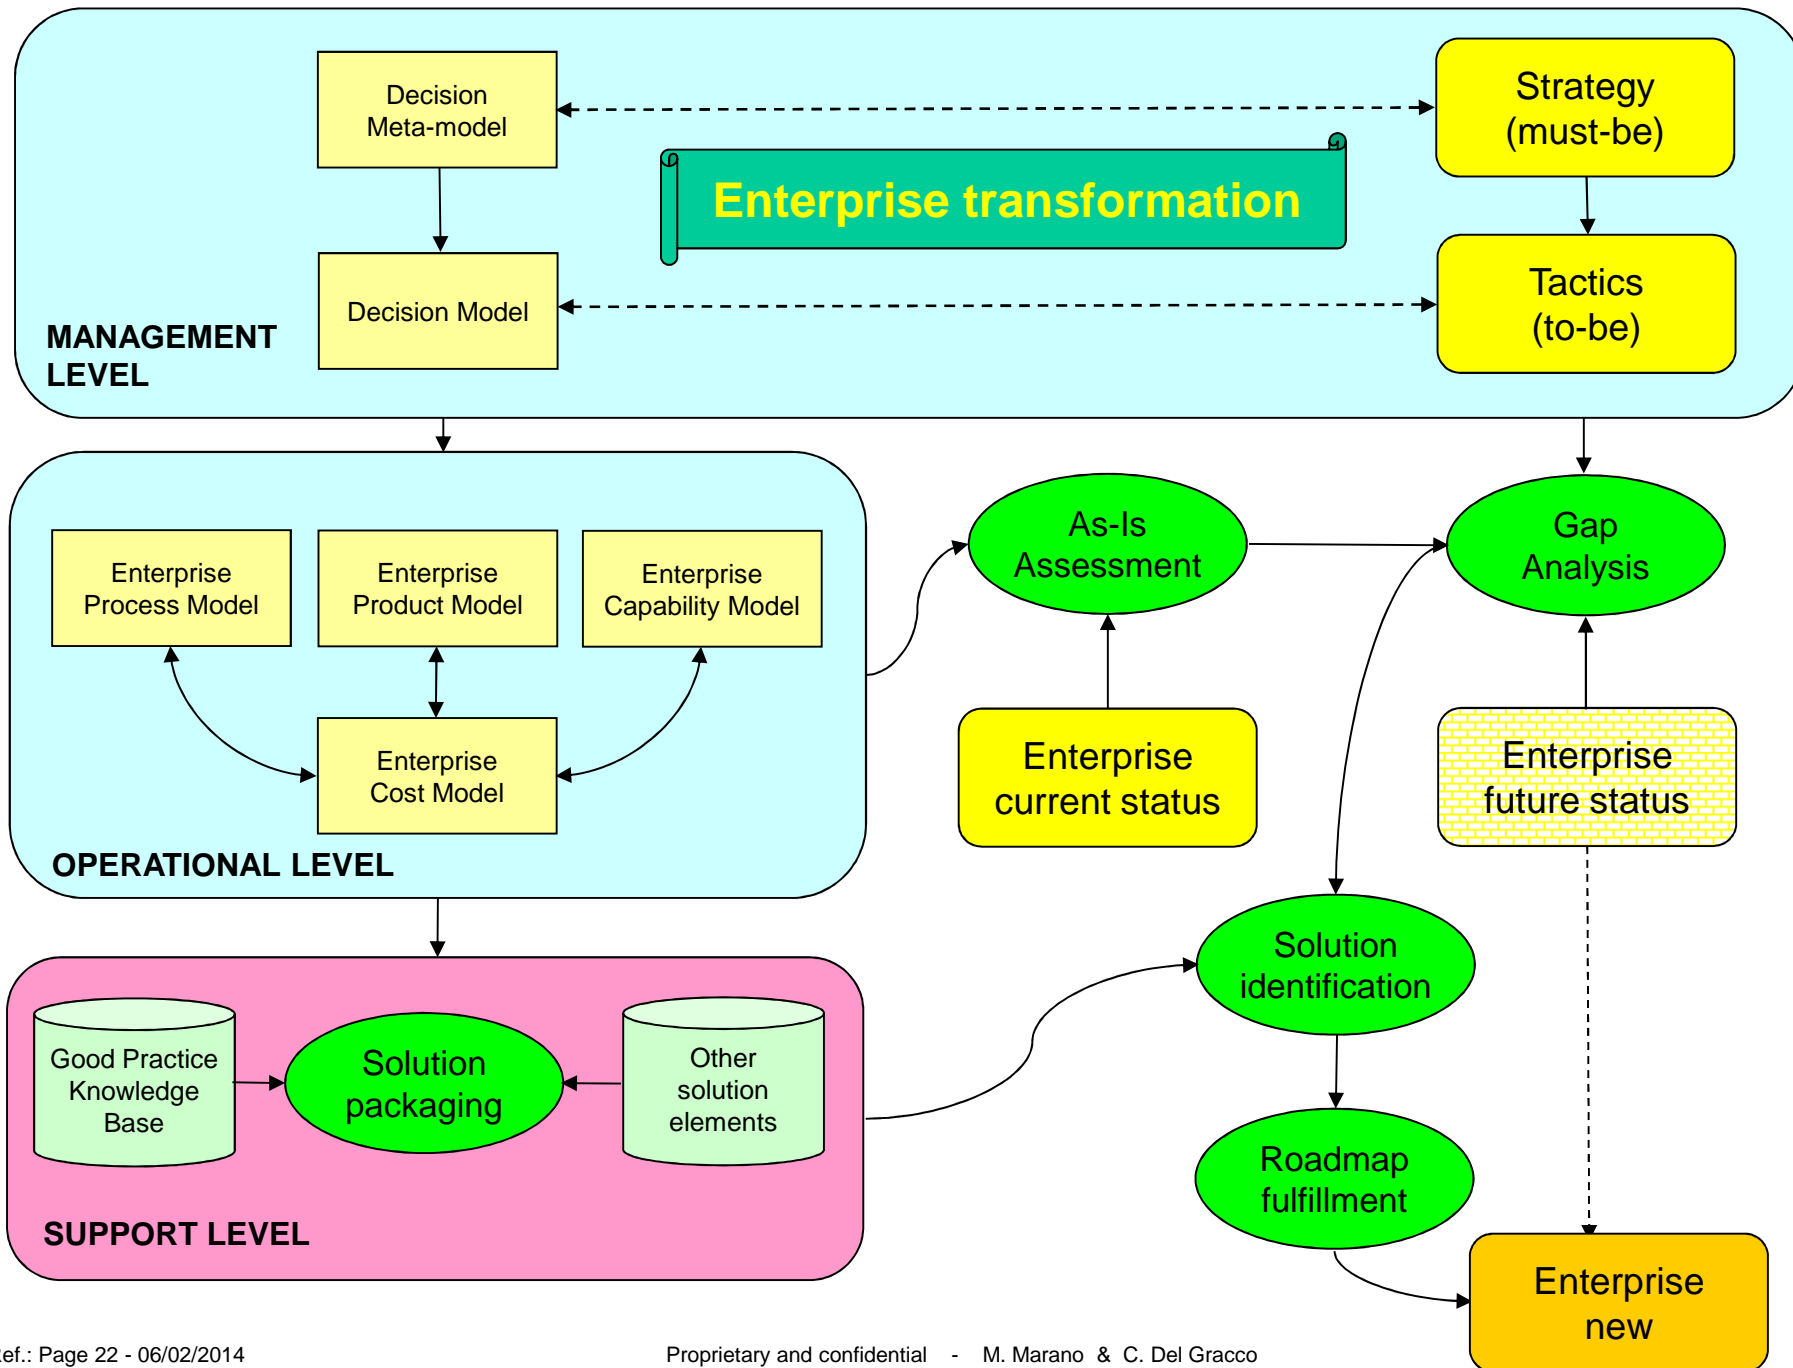 Decision
Meta-model
Strategy
(must-be)
Enterprise transformation
Decision Model
Tactics
(to-be)
MANAGEMENT
LEVEL
Enterprise
Process Model
Enterprise
Product Model
Enterprise
Capability Model
As-Is
Assessment
Gap
Analysis
Enterprise
Cost Model
Enterprise
current status
Enterprise
future status
OPERATIONAL LEVEL
Solution
identification
Good Practice
Knowledge
Base
Solution
packaging
Other
solution
elements
Roadmap
fulfillment
SUPPORT LEVEL
Enterprise
new
ef.: Page 22 - 06/02/2014
Proprietary and confidential - M. Marano & C. Del Gracco